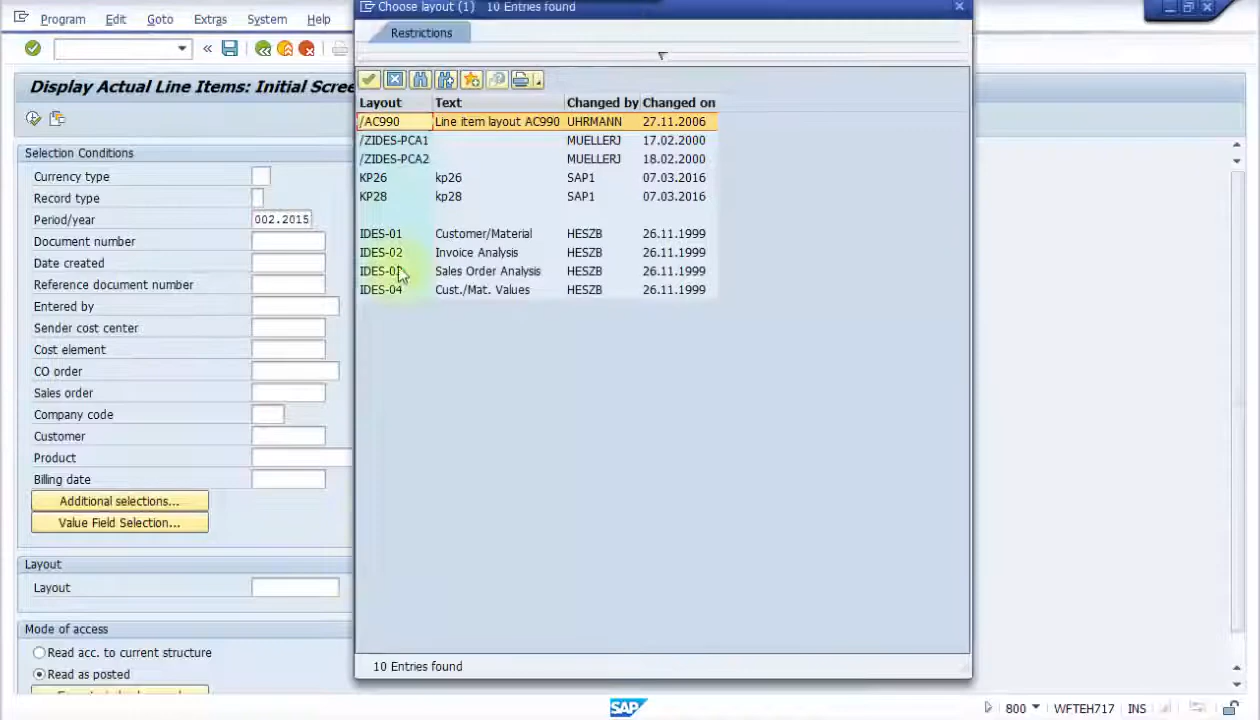 Program Edit Goto Extras System Help
Choose layout (1) 10 Entries found
Restrictions
Display Actual Line Items: Initial Scree
Layout Text Changed by Changed on
/AC990 Line item layout AC990 UHRMANN 27.11.2006
/ZIDES-PCA1 MUELLERJ 17.02.2000
/ZIDES-PCA2 MUELLERJ 18.02.2000
KP26 kp26 SAP1 07.03.2016
KP28 kp28 SAP1 07.03.2016
IDES-01 Customer/Material HESZB 26.11.1999
IDES-02 Invoice Analysis HESZB 26.11.1999
IDES-03 Sales Order Analysis HESZB 26.11.1999
IDES-04 Cust./Mat. Values HESZB 26.11.1999
10 Entries found
Selection Conditions
Currency type
Record type
Period/year 002.2015
Document number
Date created
Reference document number
Entered by
Sender cost center
Cost element
CO order
Sales order
Company code
Customer
Product
Billing date
Additional selections...
Value Field Selection...
Layout
Layout
Mode of access
Read acc. to current structure
Read as posted
SAP
800 WFTEH717 INS